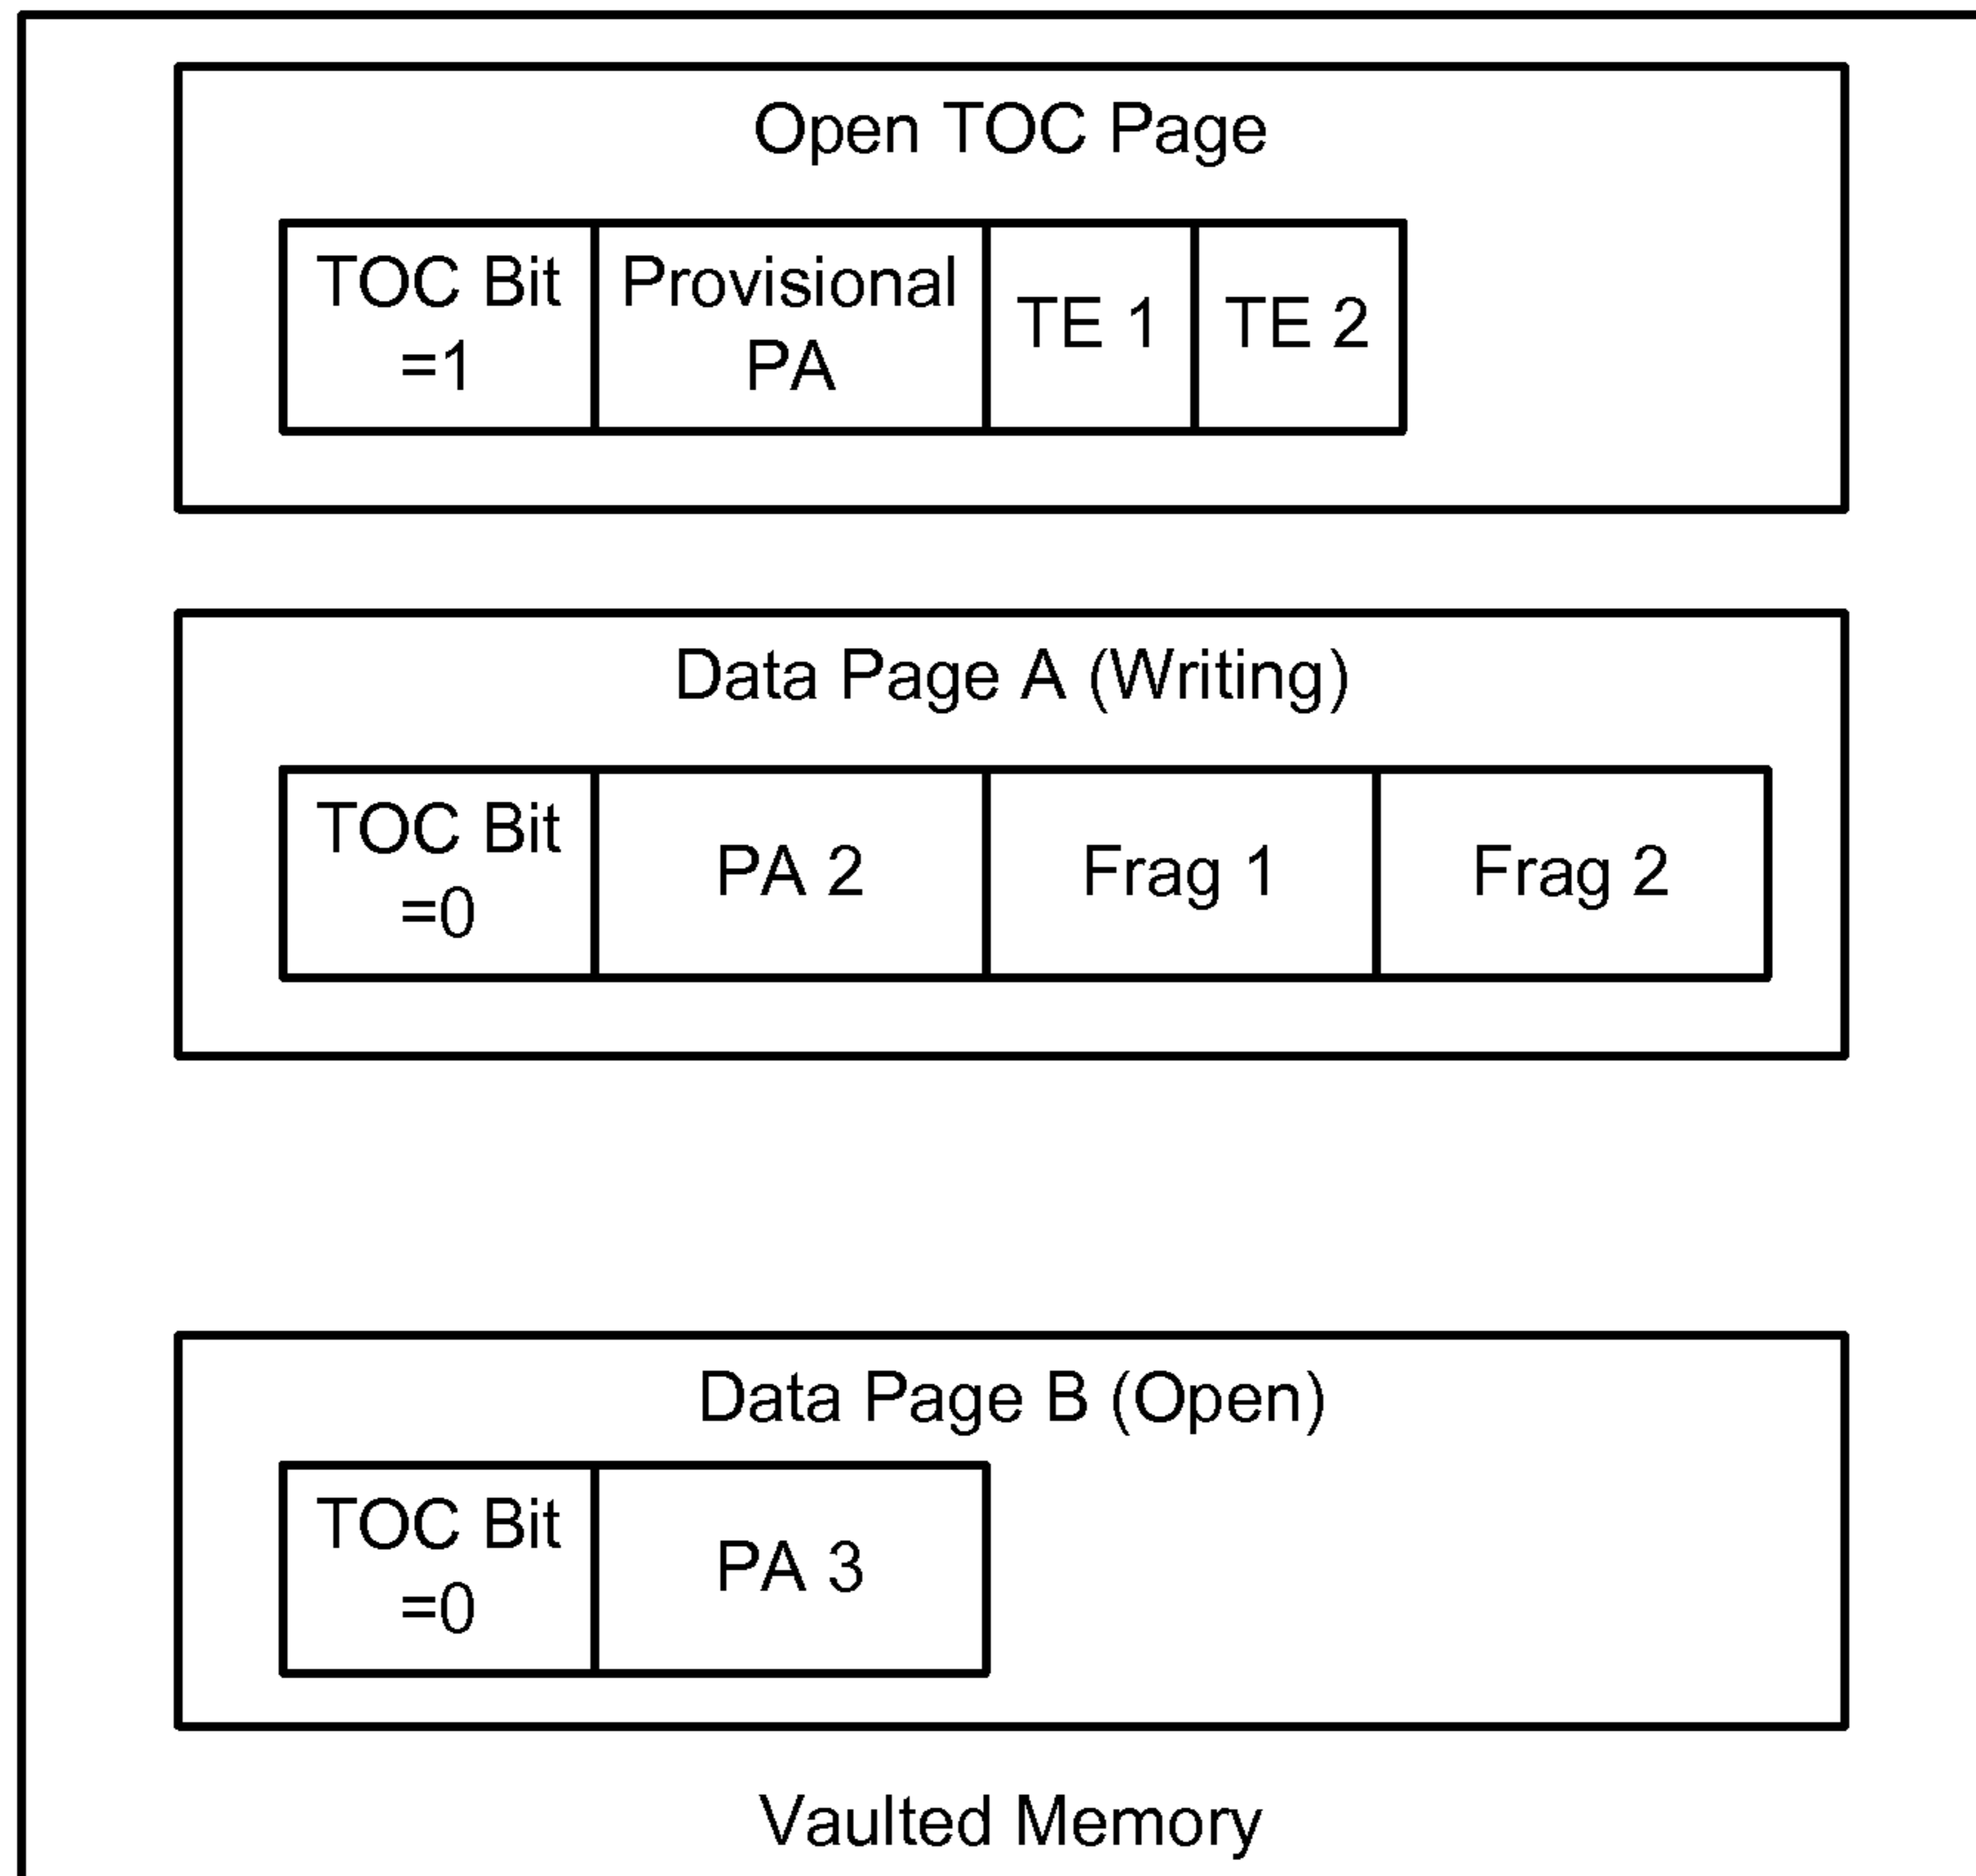 Open TOC Page
TOC Bit
=1
Provisional
PA
TE 1
TE 2
Data Page A (Writing)
TOC Bit
=0
PA 2
Frag 1
Frag 2
Data Page B (Open)
TOC Bit
=0
PA 3
Vaulted Memory